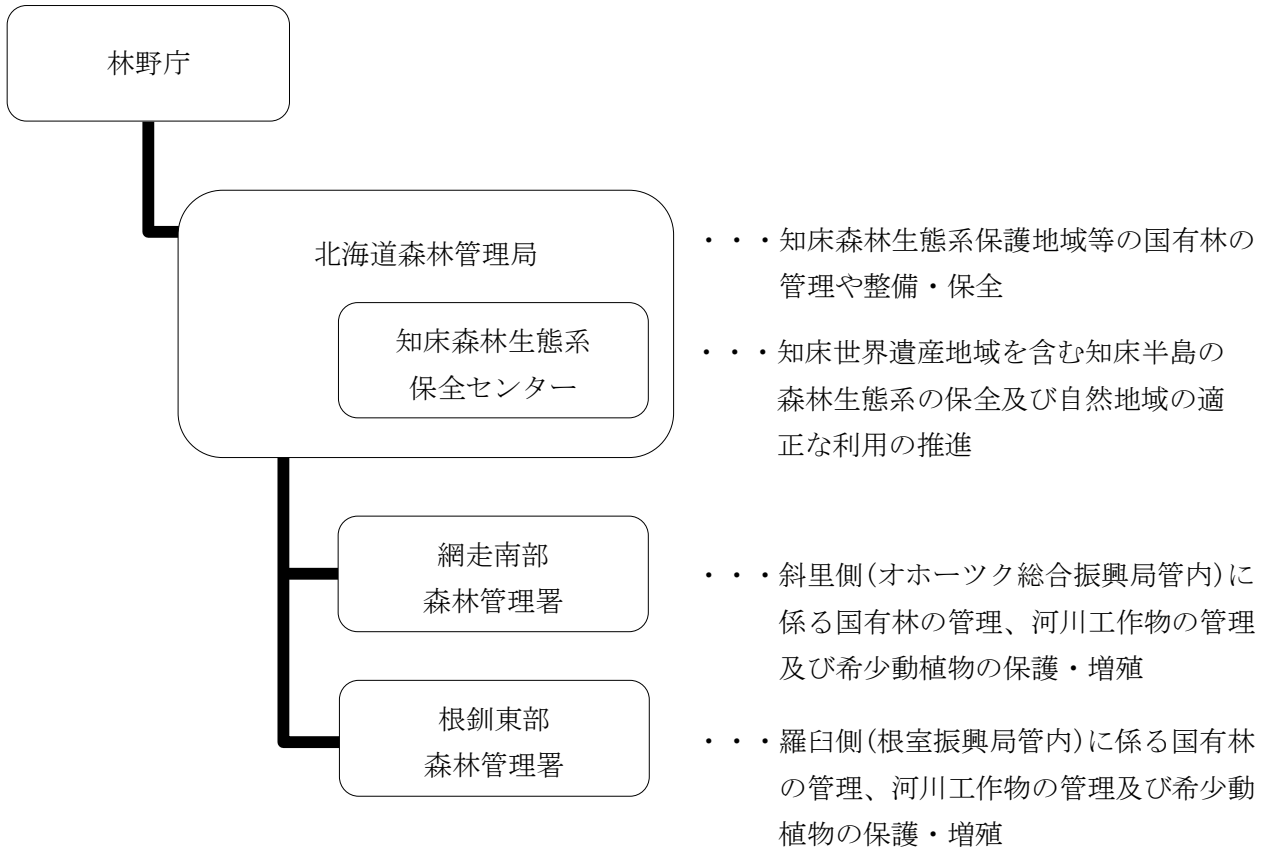 林野庁
北海道森林管理局
・・・知床森林生態系保護地域等の国有林の
管理や整備・保全
知床森林生態系
保全センター
・・・知床世界遺産地域を含む知床半島の
森林生態系の保全及び自然地域の適
正な利用の推進
網走南部
森林管理署
・・・斜里側(オホーツク総合振興局管内)に
係る国有林の管理、河川工作物の管理
及び希少動植物の保護・増殖
根釧東部
森林管理署
・・・羅臼側(根室振興局管内)に係る国有林
の管理、河川工作物の管理及び希少動
植物の保護・増殖